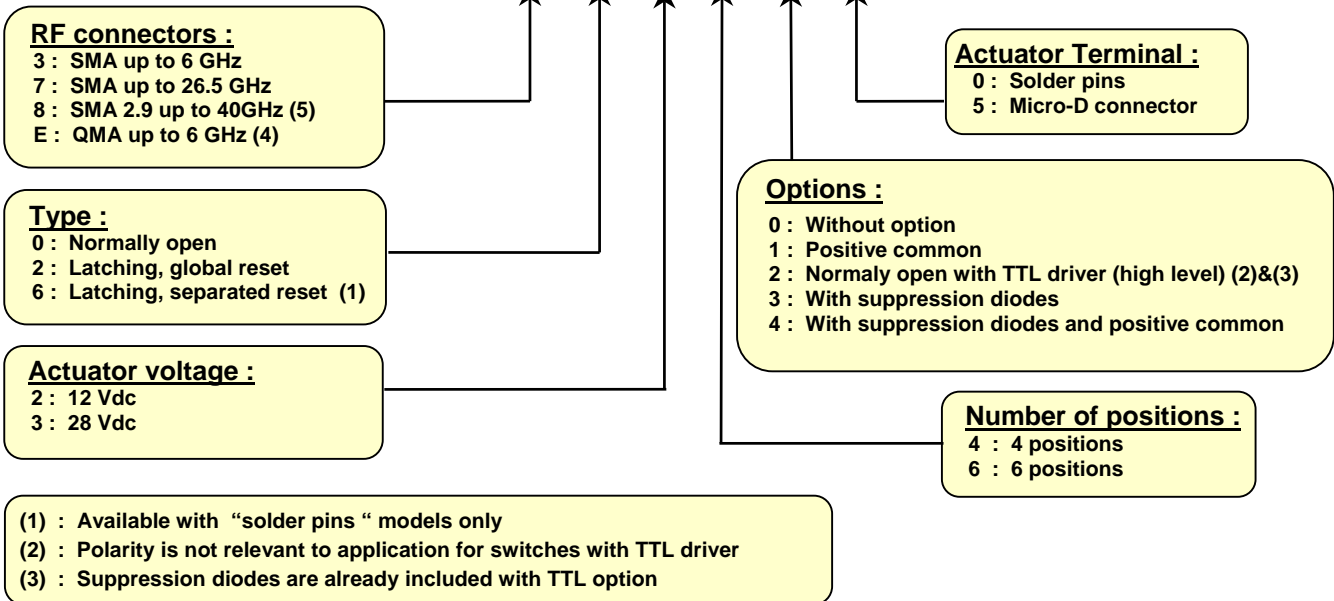 RF connectors :
3 : SMA up to 6 GHz
7 : SMA up to 26.5 GHz
8 : SMA 2.9 up to 40GHz (5)
E : QMA up to 6 GHz (4)
Type :
0 : Normally open
2 : Latching, global reset
6 : Latching, separated reset (1)
Actuator voltage :
2 : 12 Vdc
3 : 28 Vdc
Actuator Terminal :
0 : Solder pins
5 : Micro-D connector
Options :
0 : Without option
1 : Positive common
2 : Normaly open with TTL driver (high level) (2)&(3)
3 : With suppression diodes
4 : With suppression diodes and positive common
Number of positions :
4 : 4 positions
6 : 6 positions
(1) : Available with “solder pins “ models only
(2) : Polarity is not relevant to application for switches with TTL driver
(3) : Suppression diodes are already included with TTL option